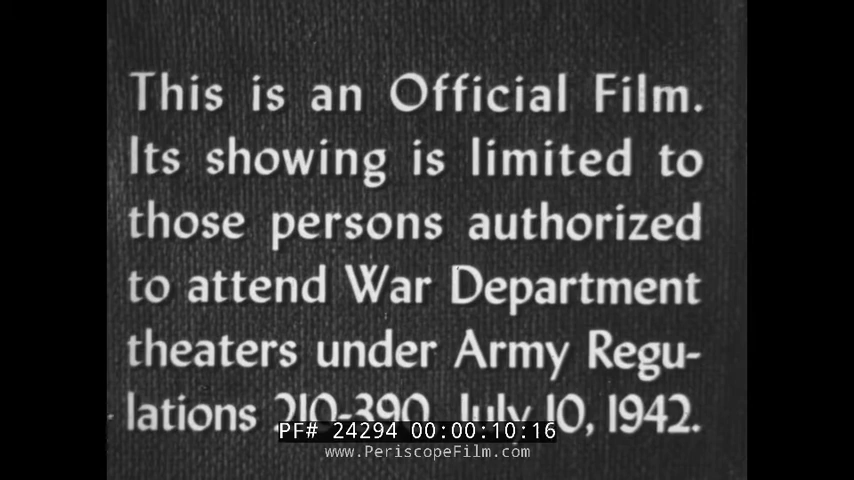 This is an Official Film.
Its showing is limited to
those persons authorized
to attend War Department
theaters under Army Regu-
lations 210-390, July 10, 1942.
PF# 24294 00:00:10:16
www.PeriscopeFilm.com